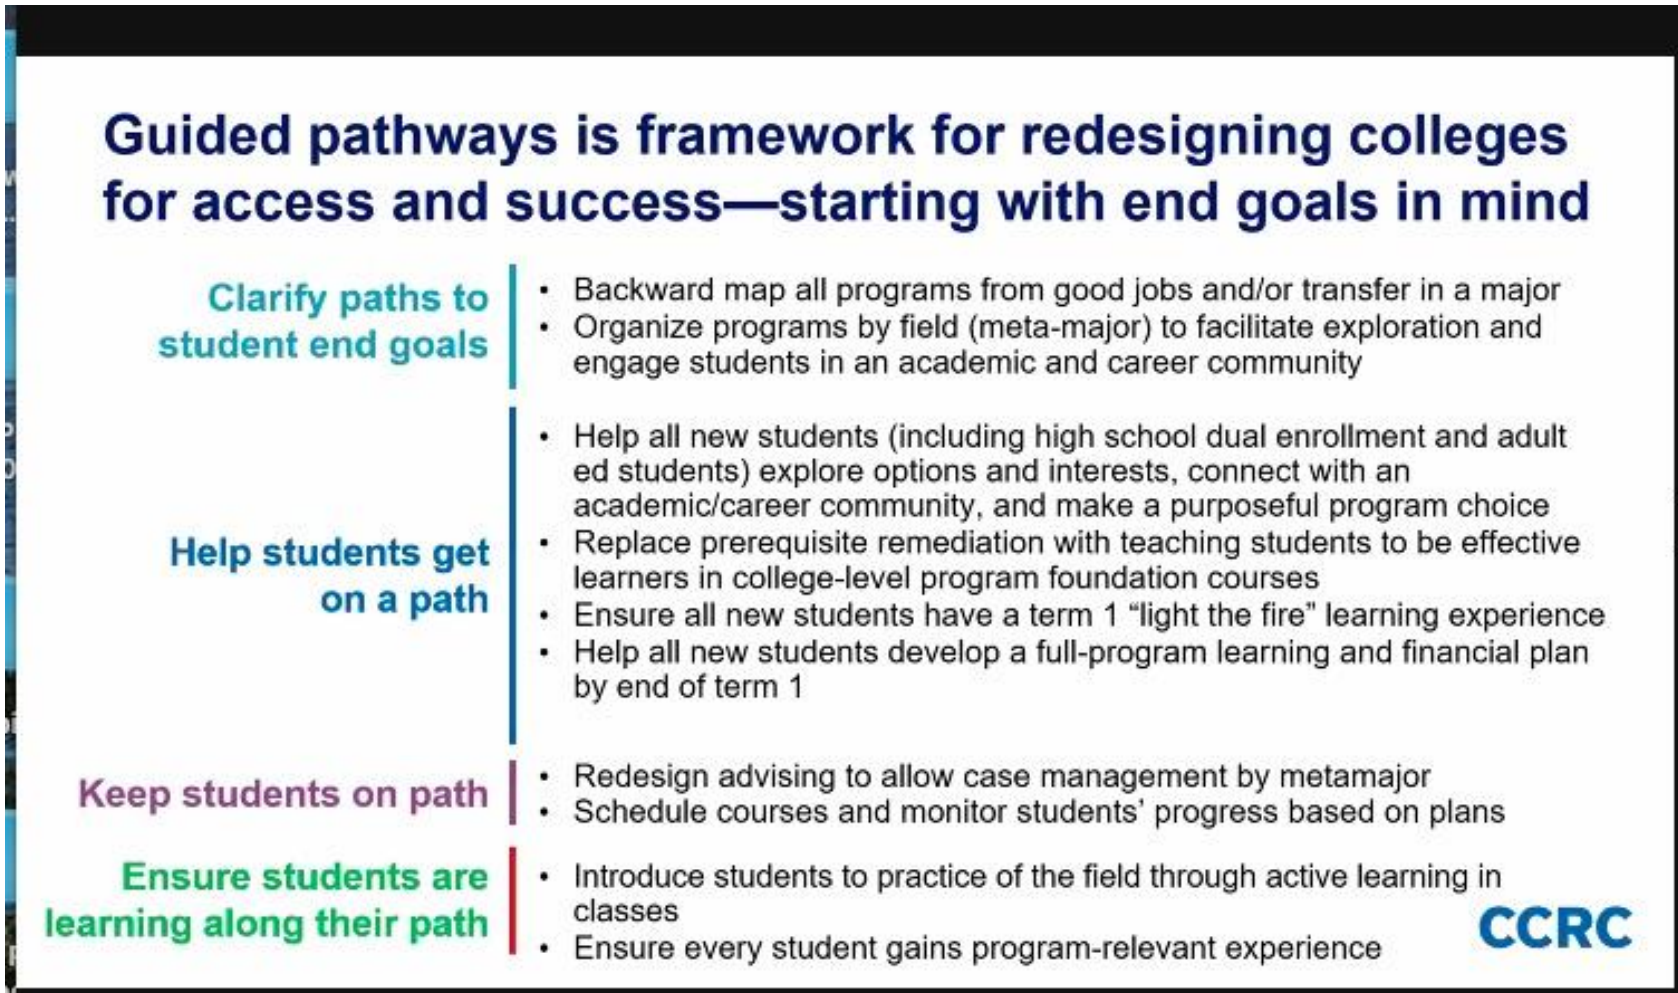 Guided pathways is framework for redesigning colleges
for access and success—starting with end goals in mind
Clarify paths to
student end goals
• Backward map all programs from good jobs and/or transfer in a major
• Organize programs by field (meta-major) to facilitate exploration and
engage students in an academic and career community
Help students get
on a path
• Help all new students (including high school dual enrollment and adult
ed students) explore options and interests, connect with an
academic/career community, and make a purposeful program choice
• Replace prerequisite remediation with teaching students to be effective
learners in college-level program foundation courses
• Ensure all new students have a term 1 “light the fire” learning experience
• Help all new students develop a full-program learning and financial plan
by end of term 1
Keep students on path
• Redesign advising to allow case management by metamajor
• Schedule courses and monitor students’ progress based on plans
Ensure students are
learning along their path
• Introduce students to practice of the field through active learning in
classes
• Ensure every student gains program-relevant experience
CCRC